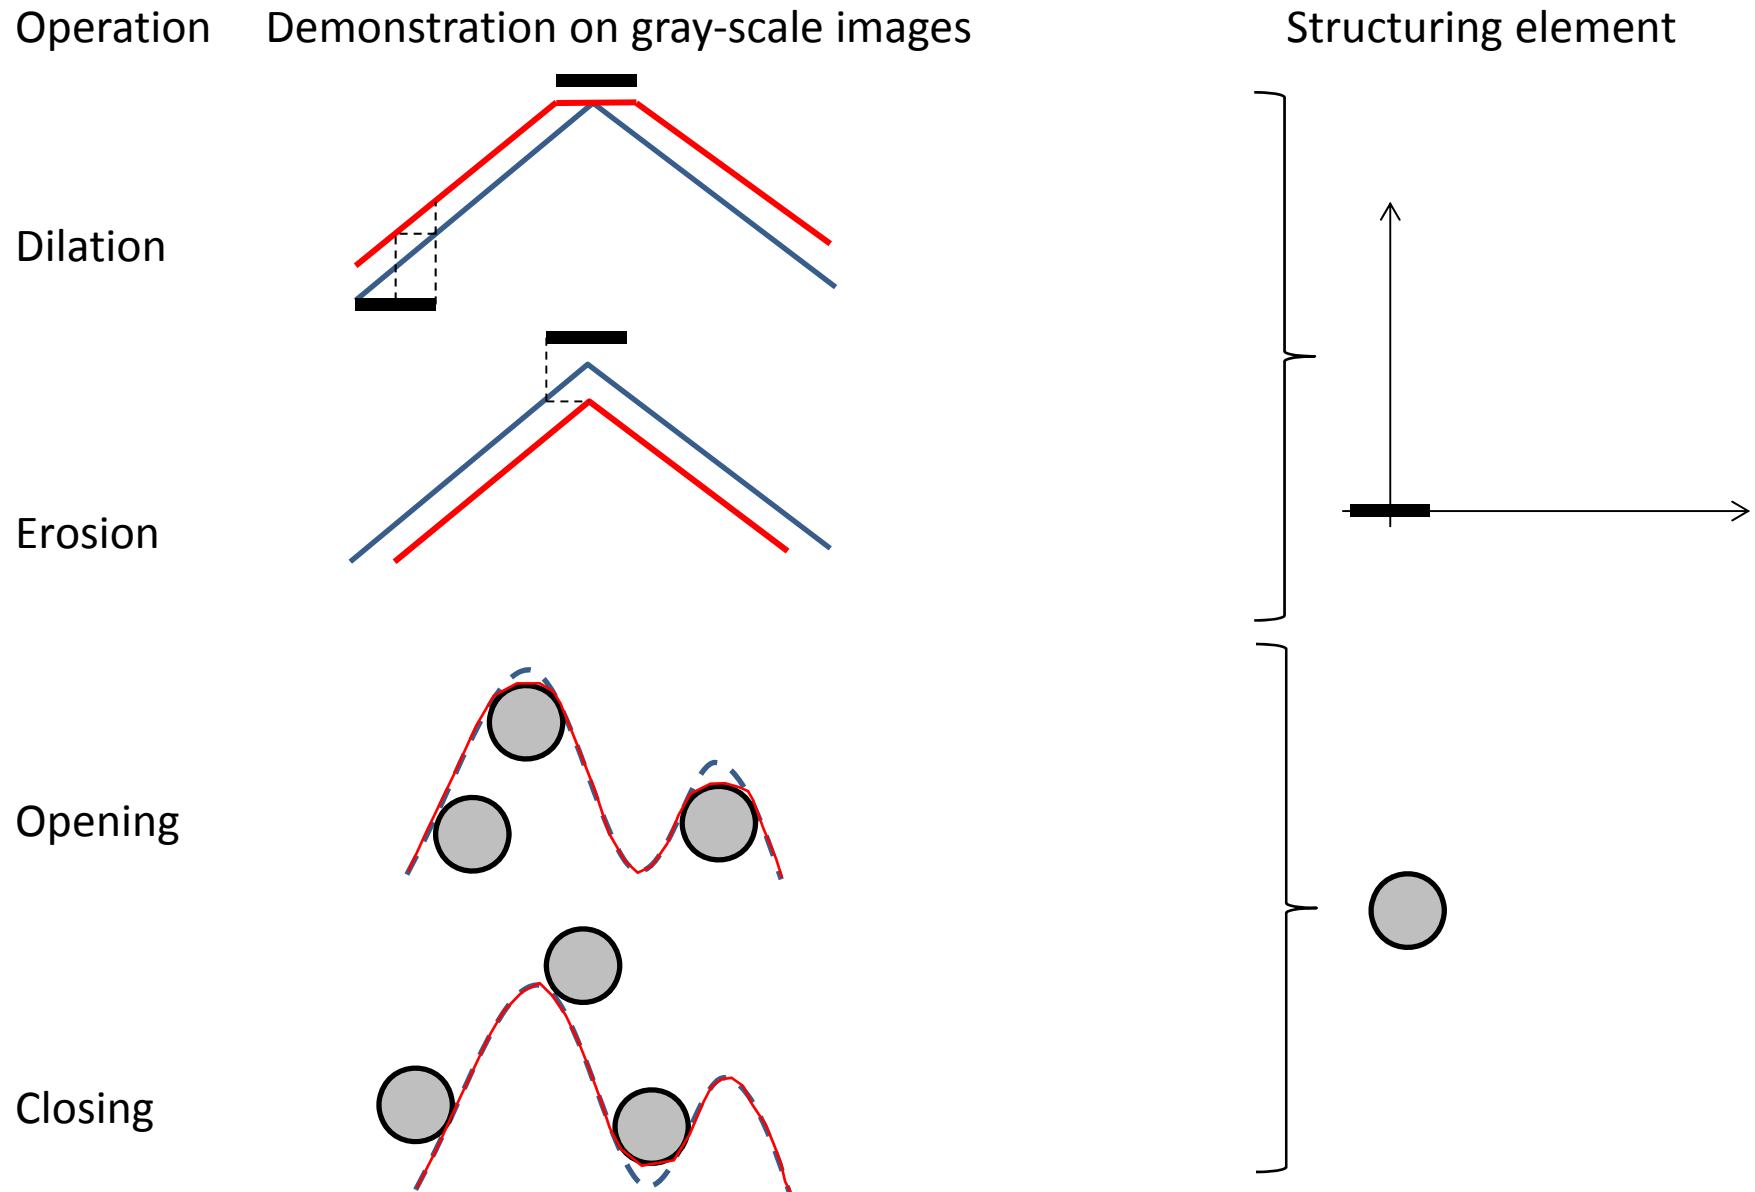 Operation Demonstration on gray-scale images Structuring element
Dilation
Erosion
Opening
Closing